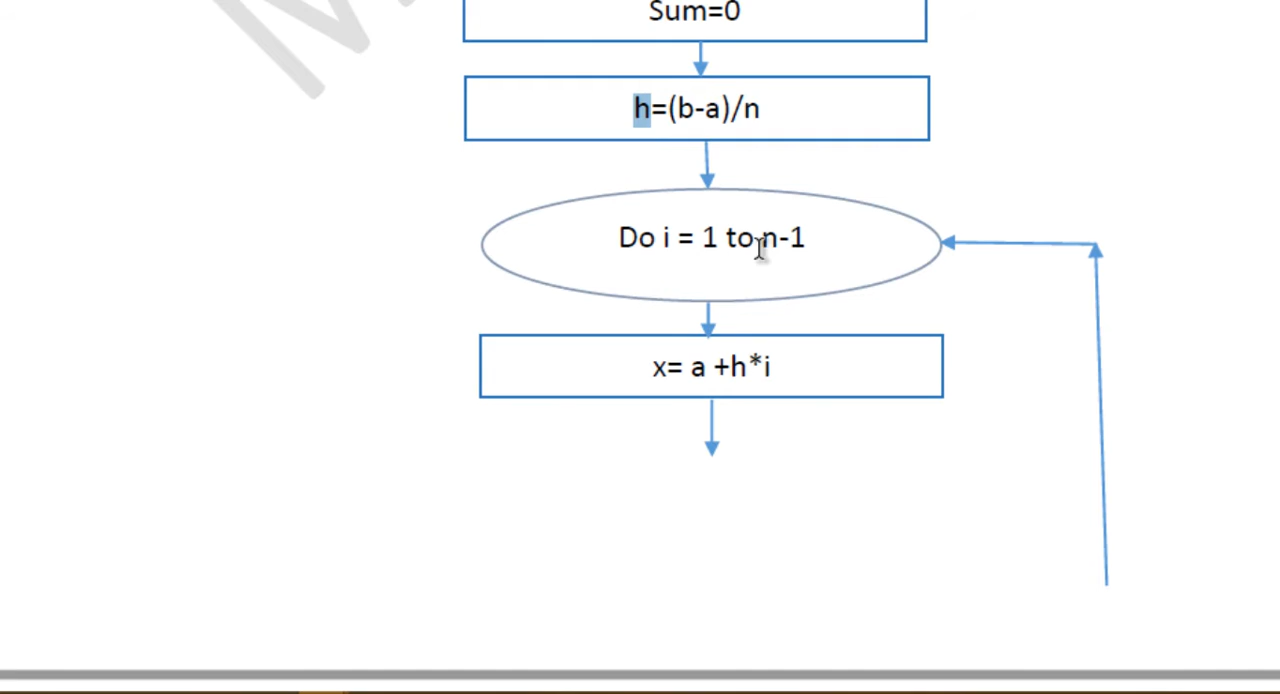 Sum=0
h=(b-a)/n
Do i = 1 to n-1
x= a +h*i